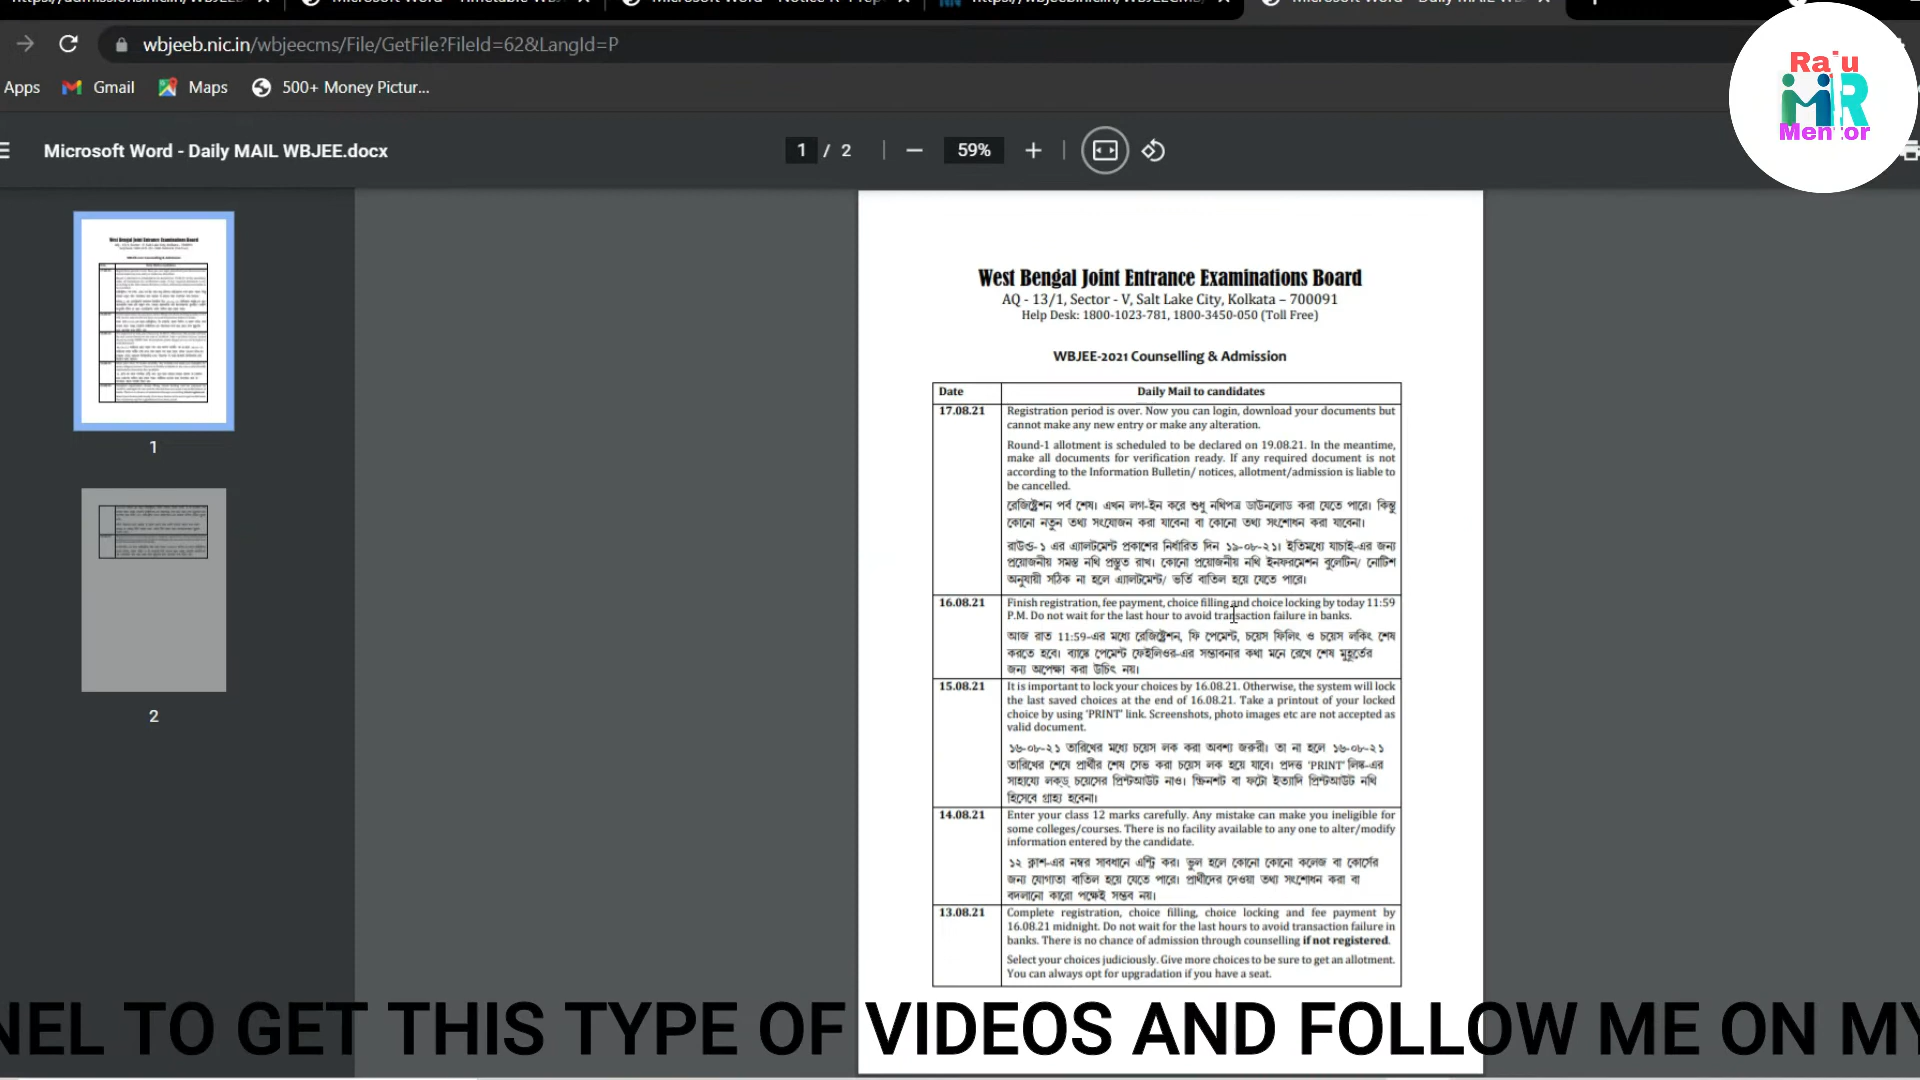 wbjeeb.nic.in/wbjeecms/File/GetFile?FileId=62&LangId=P
Apps
Gmail
Maps
500+ Money Pictur...
Raju
MR
Mentor
Microsoft Word - Daily MAIL WBJEE.docx
1 / 2
59%
1
2
West Bengal Joint Entrance Examinations Board
AQ - 13/1, Sector - V, Salt Lake City, Kolkata – 700091
Help Desk: 1800-1023-781, 1800-3450-050 (Toll Free)
WBJEE-2021 Counselling & Admission
Date Daily Mail to candidates
17.08.21 Registration period is over. Now you can login, download your documents but
cannot make any new entry or make any alteration.
Round-1 allotment is scheduled to be declared on 19.08.21. In the meantime,
make all documents for verification ready. If any required document is not
according to the Information Bulletin/ notices, allotment/admission is liable to
be cancelled.
রেজিস্ট্রেশন পর্ব শেষ। এখন লগ-ইন করে শুধু নথিপত্র ডাউনলোড করা যেতে পারে। কিন্তু
কোনো নতুন তথ্য সংযোজন করা যাবেনা বা কোনো তথ্য সংশোধন করা যাবেনা।
রাউন্ড-১ এর এ্যালটমেন্ট প্রকাশের নির্ধারিত দিন ১৯-০৮-২১। ইতিমধ্যে যাচাই-এর জন্য
প্রয়োজনীয় সমস্ত নথি প্রস্তুত রাখ। কোনো প্রয়োজনীয় নথি ইনফরমেশন বুলেটিন/ নোটিশ
অনুযায়ী সঠিক না হলে এ্যালটমেন্ট/ ভর্তি বাতিল হয়ে যেতে পারে।
16.08.21 Finish registration, fee payment, choice filling and choice locking by today 11:59
P.M. Do not wait for the last hour to avoid transaction failure in banks.
আজ রাত 11:59-এর মধ্যে রেজিস্ট্রেশন, ফি পেমেন্ট, চয়েস ফিলিং ও চয়েস লকিং শেষ
করতে হবে। ব্যাঙ্কে পেমেন্ট ফেইলিওর-এর সম্ভাবনার কথা মনে রেখে শেষ মুহূর্তের
জন্য অপেক্ষা করা উচিৎ নয়।
15.08.21 It is important to lock your choices by 16.08.21. Otherwise, the system will lock
the last saved choices at the end of 16.08.21. Take a printout of your locked
choice by using 'PRINT' link. Screenshots, photo images etc are not accepted as
valid document.
১৬-০৮-২১ তারিখের মধ্যে চয়েস লক করা অবশ্য জরুরী। তা না হলে ১৬-০৮-২১
তারিখের শেষে প্রার্থীর শেষ সেভ করা চয়েস লক হয়ে যাবে। প্রদত্ত 'PRINT' লিঙ্ক-এর
সাহায্যে লকড্ চয়েসের প্রিন্টআউট নাও। স্ক্রিনশট বা ফটো ইত্যাদি প্রিন্টআউট নথি
হিসেবে গ্রাহ্য হবেনা।
14.08.21 Enter your class 12 marks carefully. Any mistake can make you ineligible for
some colleges/courses. There is no facility available to any one to alter/modify
information entered by the candidate.
১২ ক্লাশ-এর নম্বর সাবধানে এন্ট্রি কর। ভুল হলে কোনো কোনো কলেজ বা কোর্সের
জন্য যোগ্যতা বাতিল হয়ে যেতে পারে। প্রার্থীদের দেওয়া তথ্য সংশোধন করা বা
বদলানো কারো পক্ষেই সম্ভব নয়।
13.08.21 Complete registration, choice filling, choice locking and fee payment by
16.08.21 midnight. Do not wait for the last hours to avoid transaction failure in
banks. There is no chance of admission through counselling if not registered.
Select your choices judiciously. Give more choices to be sure to get an allotment.
You can always opt for upgradation if you have a seat.
NEL TO GET THIS TYPE OF VIDEOS AND FOLLOW ME ON MY